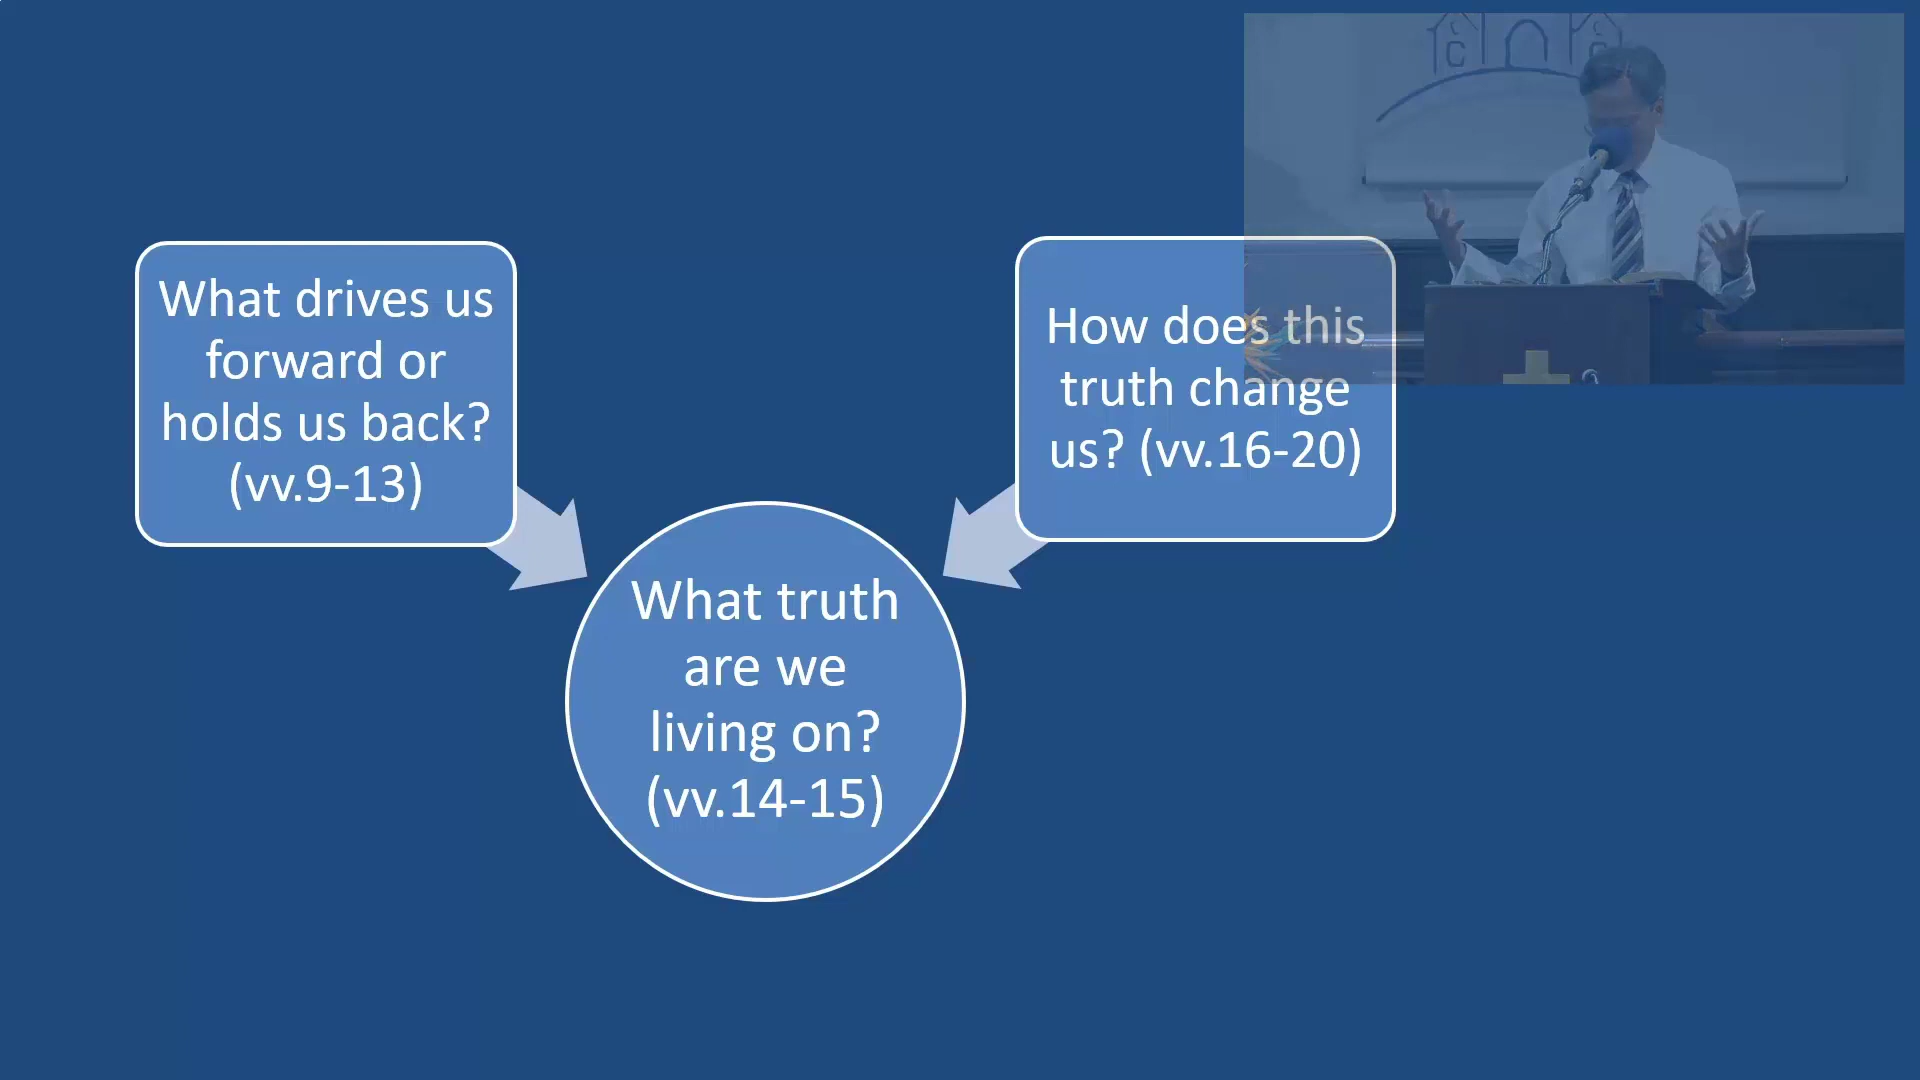 What drives us
forward or
holds us back?
(vv.9-13)
How does this
truth change
us? (vv.16-20)
What truth
are we
living on?
(vv.14-15)
C
C